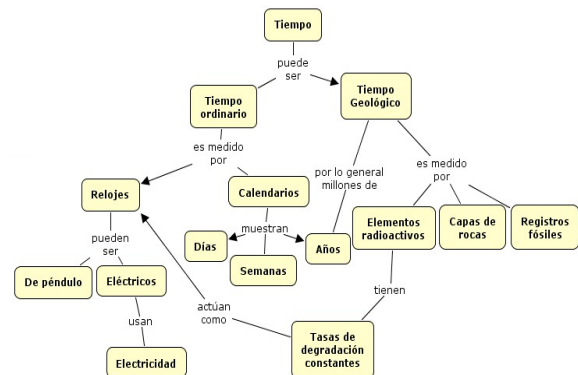 Tiempo
puede
ser
Tiempo
ordinario
Tiempo
Geológico
es medido
por
por lo general
millones de
es medido
por
Relojes
Calendarios
Elementos
radioactivos
Capas de
rocas
Registros
fósiles
pueden
ser
muestran
Días
Semanas
Años
De péndulo
Eléctricos
tienen
usan
actúan
como
Electricidad
Tasas de
degradación
constantes